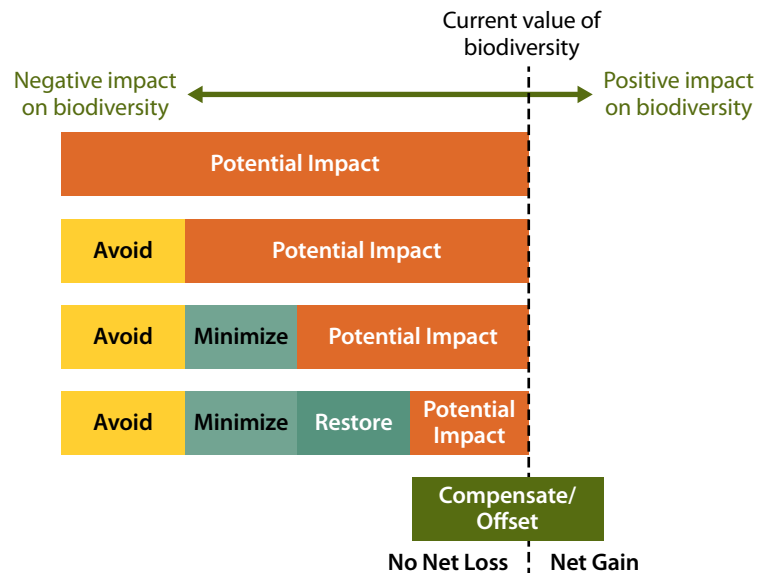 Current value of
biodiversity
Negative impact
on biodiversity
Positive impact
on biodiversity
Potential Impact
Avoid
Potential Impact
Avoid
Minimize
Potential Impact
Avoid
Minimize
Restore
Potential
Impact
Compensate/
Offset
No Net Loss
Net Gain